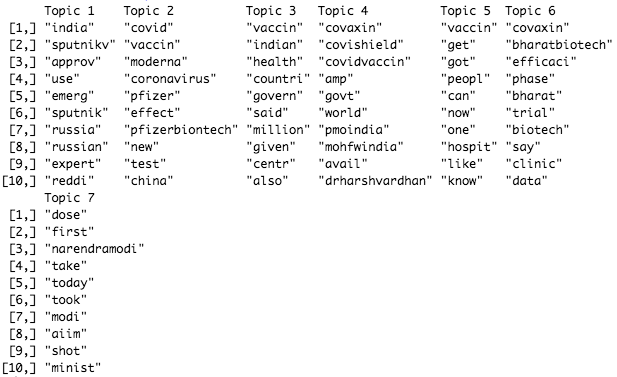 Topic 1 Topic 2 Topic 3 Topic 4 Topic 5 Topic 6
[1,] "india" "covid" "vaccin" "covaxin" "vaccin" "covaxin"
[2,] "sputnikv" "vaccin" "indian" "covishield" "get" "bharatbiotech"
[3,] "approv" "moderna" "health" "covidvaccin" "got" "efficaci"
[4,] "use" "coronavirus" "countri" "amp" "peopl" "phase"
[5,] "emerg" "pfizer" "govern" "govt" "can" "bharat"
[6,] "sputnik" "effect" "said" "world" "now" "trial"
[7,] "russia" "pfizerbiontech" "million" "pmoindia" "one" "biotech"
[8,] "russian" "new" "given" "mohfwindia" "hospit" "say"
[9,] "expert" "test" "centr" "avail" "like" "clinic"
[10,] "reddi" "china" "also" "drharshvardhan" "know" "data"
Topic 7
[1,] "dose"
[2,] "first"
[3,] "narendramodi"
[4,] "take"
[5,] "today"
[6,] "took"
[7,] "modi"
[8,] "aiim"
[9,] "shot"
[10,] "minist"